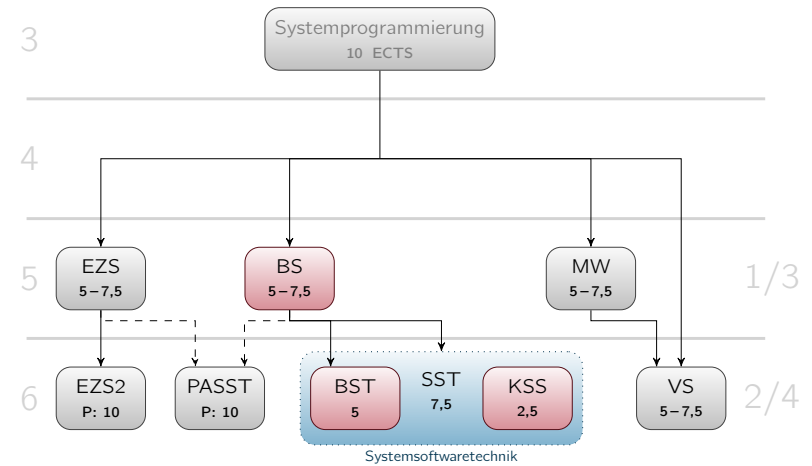 3
Systemprogrammierung
10 ECTS
4
5
EZS
5–7,5
BS
5–7,5
MW
5–7,5
1/3
6
EZS2
P: 10
PASST
P: 10
BST
5
SST
7,5
KSS
2,5
VS
5–7,5
2/4
Systemsoftwaretechnik